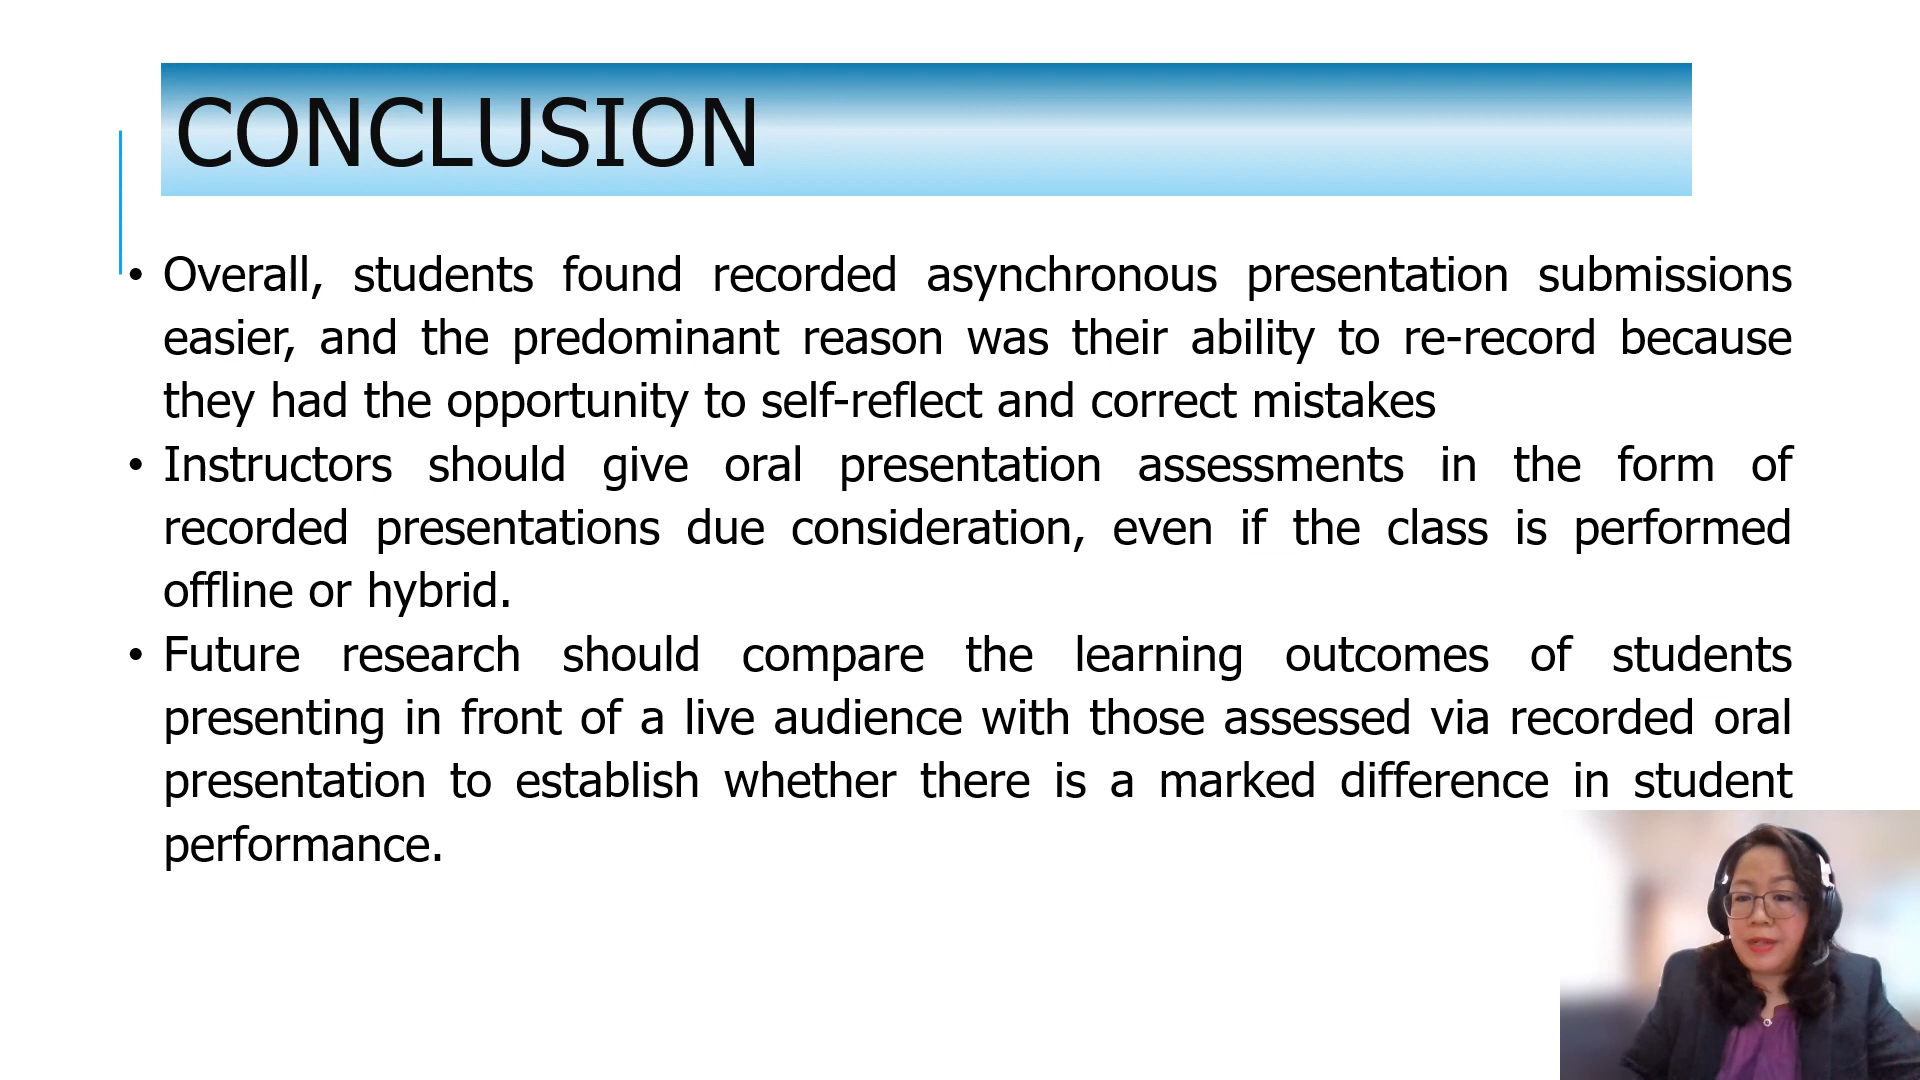 CONCLUSION
• Overall, students found recorded asynchronous presentation submissions
easier, and the predominant reason was their ability to re-record because
they had the opportunity to self-reflect and correct mistakes
• Instructors should give oral presentation assessments in the form of
recorded presentations due consideration, even if the class is performed
offline or hybrid.
• Future research should compare the learning outcomes of students
presenting in front of a live audience with those assessed via recorded oral
presentation to establish whether there is a marked difference in student
performance.